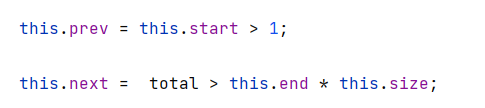 this.prev = this.start > 1;
this.next =  total > this.end * this.size;